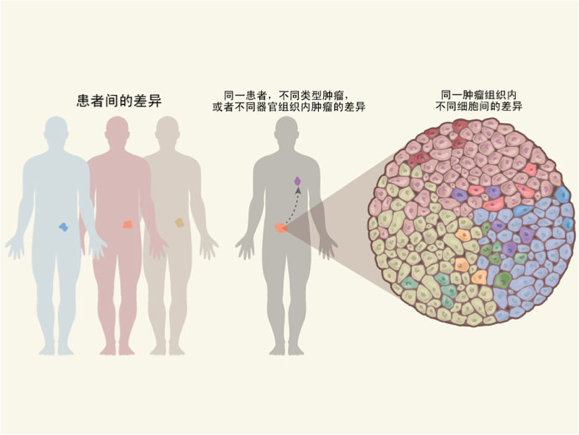 患者间的差异
同一患者，不同类型肿瘤，
或者不同器官组织内肿瘤的差异
同一肿瘤组织内
不同细胞间的差异